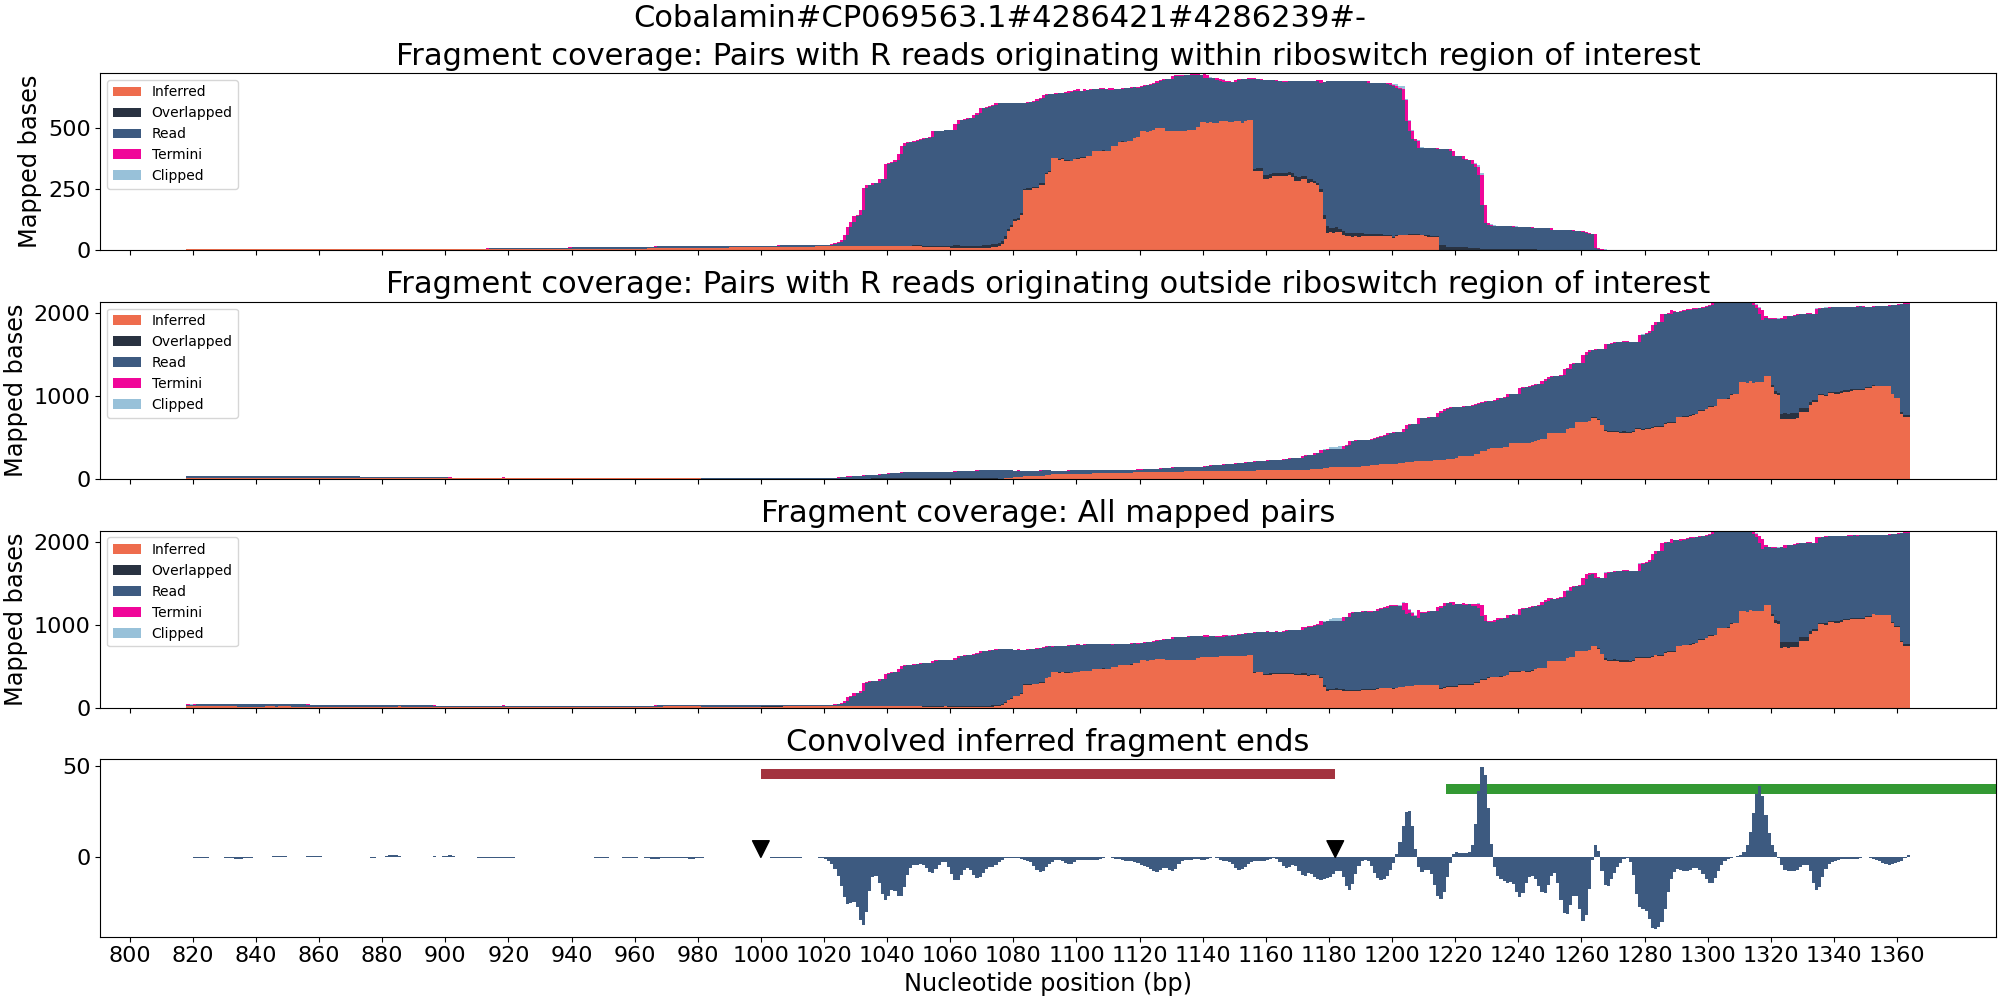 Cobalamin#CP069563.1#4286421#4286239#-
Fragment coverage: Pairs with R reads originating within riboswitch region of interest
Mapped bases
500
250
0
Inferred
Overlapped
Read
Termini
Clipped
Fragment coverage: Pairs with R reads originating outside riboswitch region of interest
Mapped bases
2000
1000
0
Inferred
Overlapped
Read
Termini
Clipped
Fragment coverage: All mapped pairs
Mapped bases
2000
1000
0
Inferred
Overlapped
Read
Termini
Clipped
Convolved inferred fragment ends
50
0
800 820 840 860 880 900 920 940 960 980 1000 1020 1040 1060 1080 1100 1120 1140 1160 1180 1200 1220 1240 1260 1280 1300 1320 1340 1360
Nucleotide position (bp)